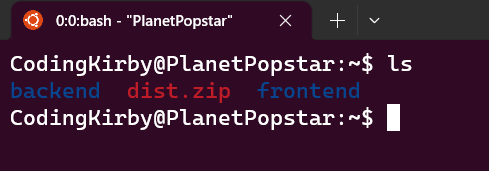 0:0:bash - "PlanetPopstar"
CodingKirby@PlanetPopstar:~$ ls
backend  dist.zip  frontend
CodingKirby@PlanetPopstar:~$